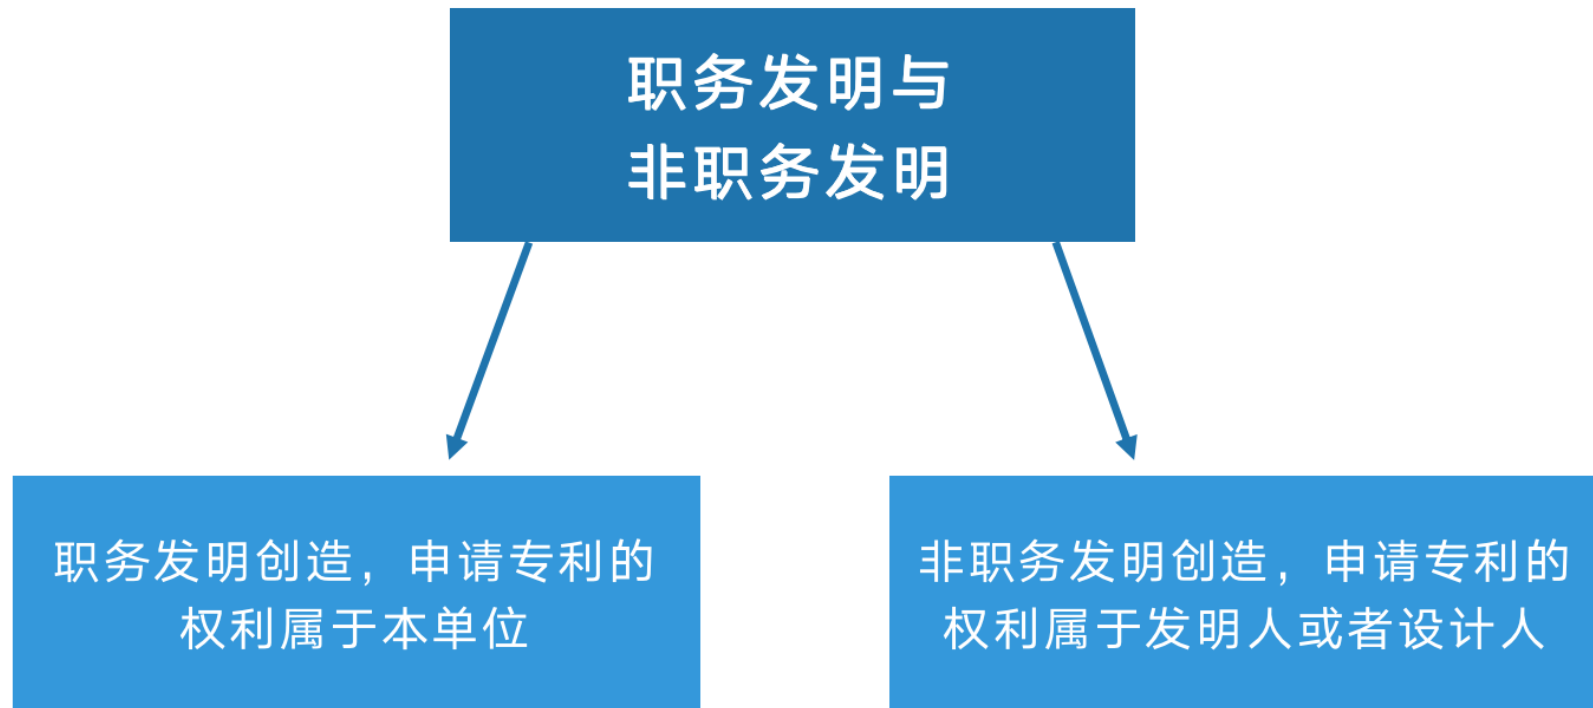 职务发明与
非职务发明
职务发明创造，申请专利的
权利属于本单位
非职务发明创造，申请专利的
权利属于发明人或者设计人